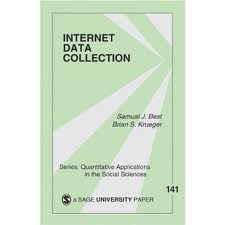 INTERNET
DATA
COLLECTION
Samuel J. Best
Brian S. Krueger
Series: Quantitative Applications
in the Social Sciences
141
S a SAGE UNIVERSITY PAPER